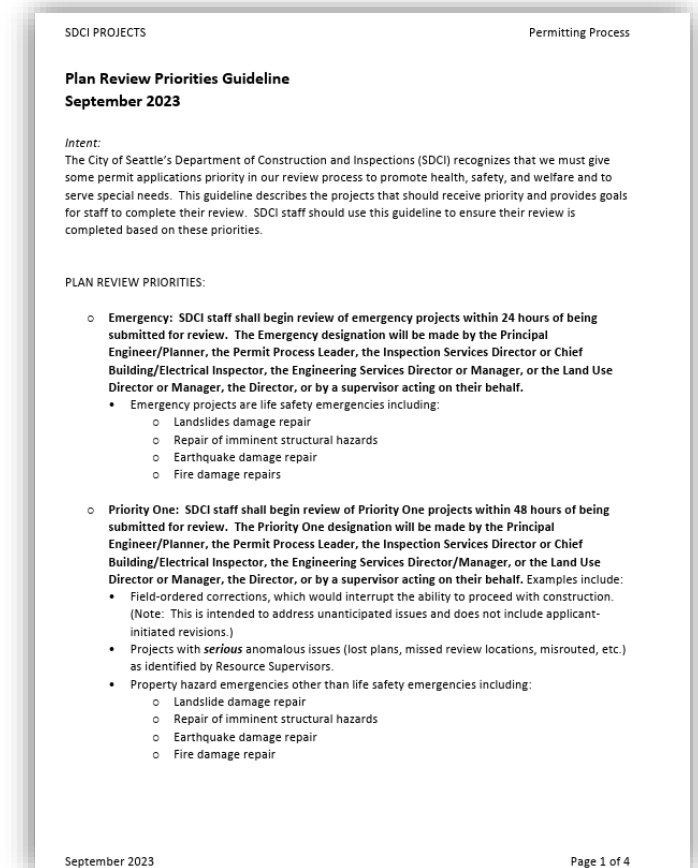 SDCI PROJECTS Permitting Process
Plan Review Priorities Guideline
September 2023
Intent:
The City of Seattle's Department of Construction and Inspections (SDCI) recognizes that we must give
some permit applications priority in our review process to promote health, safety, and welfare and to
serve special needs. This guideline describes the projects that should receive priority and provides goals
for staff to complete their review. SDCI staff should use this guideline to ensure their review is
completed based on these priorities.
PLAN REVIEW PRIORITIES:
o Emergency: SDCI staff shall begin review of emergency projects within 24 hours of being
submitted for review. The Emergency designation will be made by the Principal
Engineer/Planner, the Permit Process Leader, the Inspection Services Director or Chief
Building/Electrical Inspector, the Engineering Services Director or Manager, or the Land Use
Director or Manager, the Director, or by a supervisor acting on their behalf.
• Emergency projects are life safety emergencies including:
o Landslides damage repair
o Repair of imminent structural hazards
o Earthquake damage repair
o Fire damage repairs
o Priority One: SDCI staff shall begin review of Priority One projects within 48 hours of being
submitted for review. The Priority One designation will be made by the Principal
Engineer/Planner, the Permit Process Leader, the Inspection Services Director or Chief
Building/Electrical Inspector, the Engineering Services Director/Manager, or the Land Use
Director or Manager, the Director, or by a supervisor acting on their behalf. Examples include:
• Field-ordered corrections, which would interrupt the ability to proceed with construction.
(Note: This is intended to address unanticipated issues and does not include applicant-
initiated revisions.)
• Projects with serious anomalous issues (lost plans, missed review locations, misrouted, etc.)
as identified by Resource Supervisors.
• Property hazard emergencies other than life safety emergencies including:
o Landslide damage repair
o Repair of imminent structural hazards
o Earthquake damage repair
o Fire damage repair
September 2023 Page 1 of 4